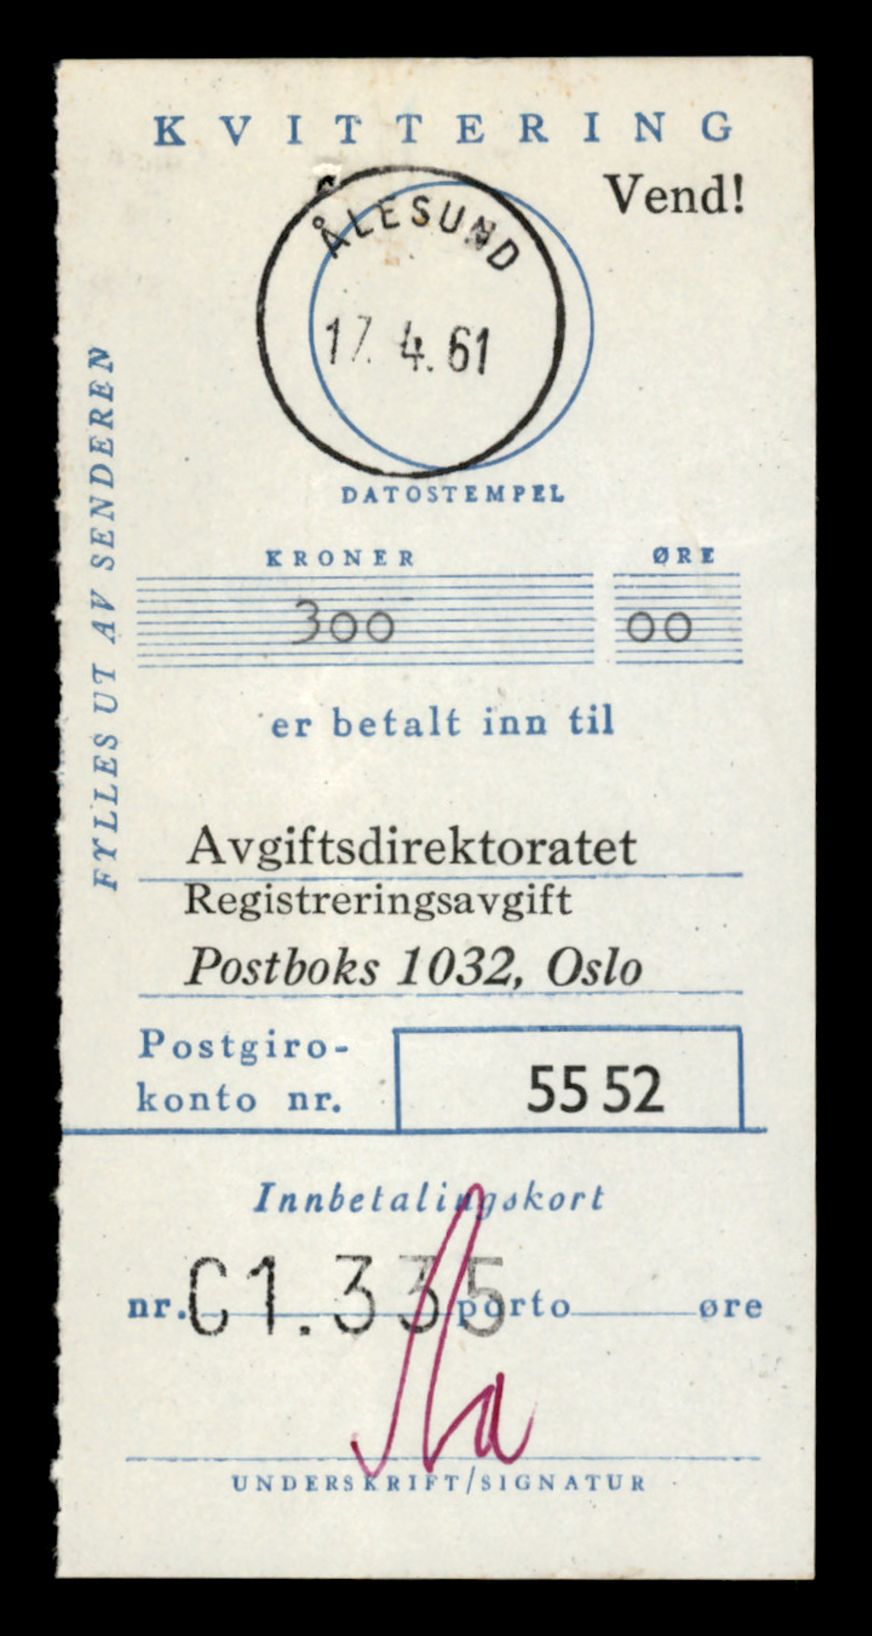 KVITTERING
Vend!
ÅLESUND
17. 4. 61
DATOSTEMPEL
FYLLES UT AV SENDEREN
KRONER ØRE
300 00
er betalt inn til
Avgiftsdirektoratet
Registreringsavgift
Postboks 1032, Oslo
Postgiro-
konto nr. 55 52
Innbetalingskort
nr. C1.335 porto øre
UNDERSKRIFT/SIGNATUR